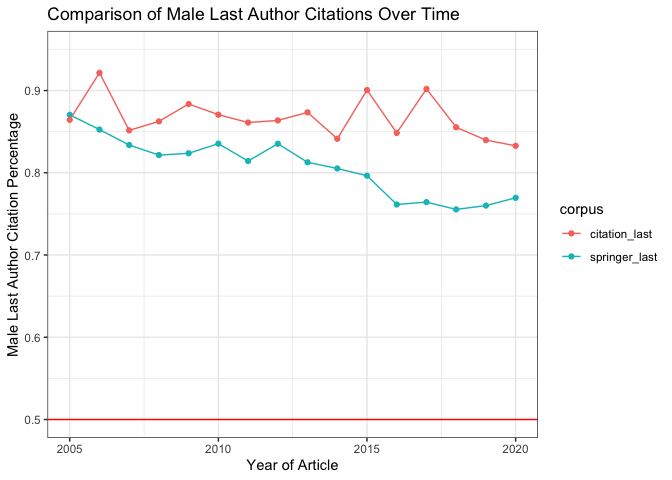 Comparison of Male Last Author Citations Over Time
Male Last Author Citation Percentage
0.9
0.8
0.7
0.6
0.5
2005
2010
2015
2020
Year of Article
corpus
citation_last
springer_last